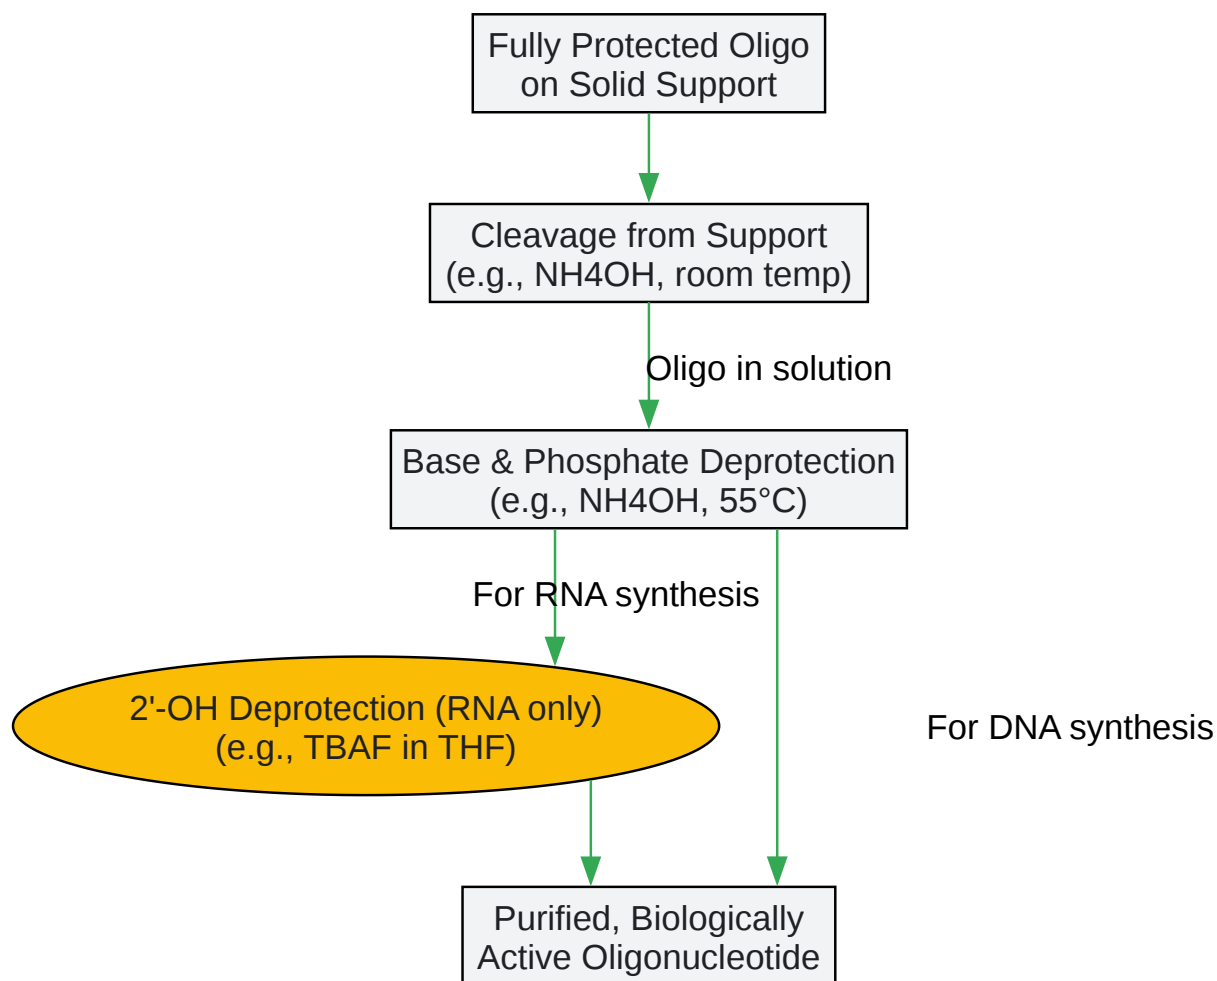 Fully Protected Oligo
on Solid Support
Cleavage from Support
(e.g., NH4OH, room temp)
Oligo in solution
Base & Phosphate Deprotection
(e.g., NH4OH, 55°C)
For RNA synthesis
2'-OH Deprotection (RNA only)
(e.g., TBAF in THF)
For DNA synthesis
Purified, Biologically
Active Oligonucleotide